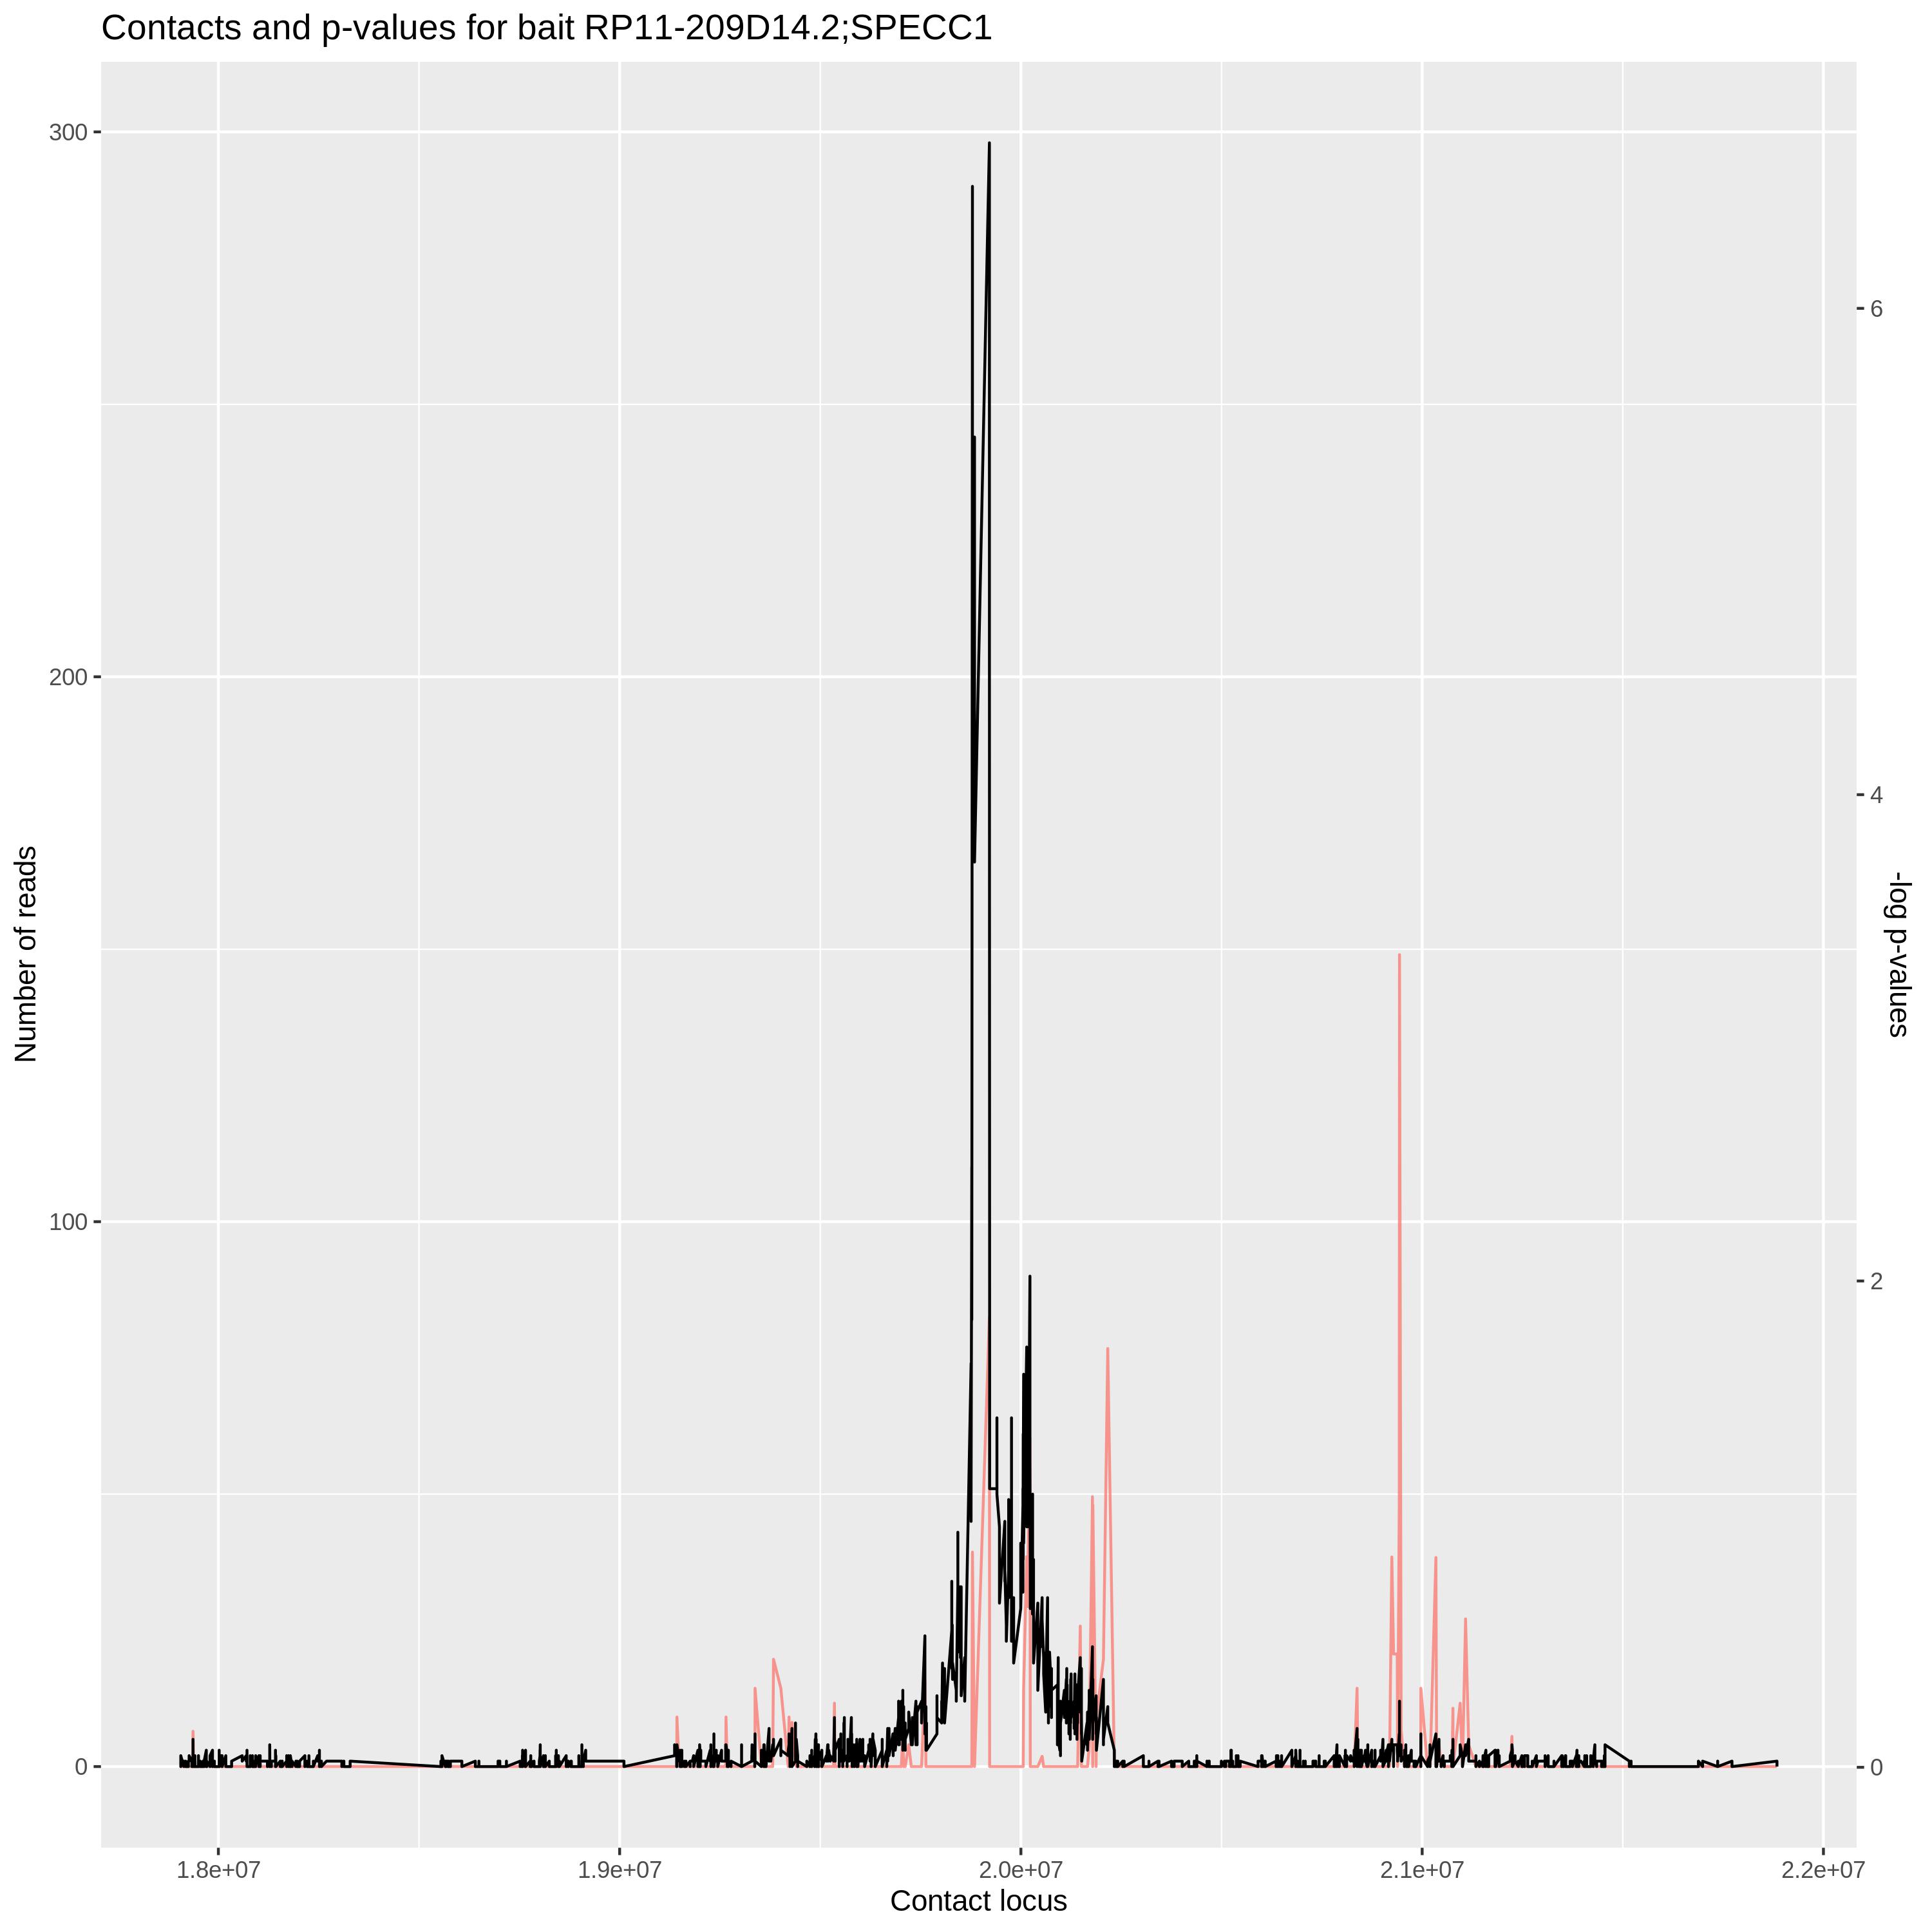 Contacts and p-values for bait RP11-209D14.2;SPECC1
300
200
100
0
Number of reads
6
4
2
0
-log p-values
1.8e+07 1.9e+07 2.0e+07 2.1e+07 2.2e+07
Contact locus